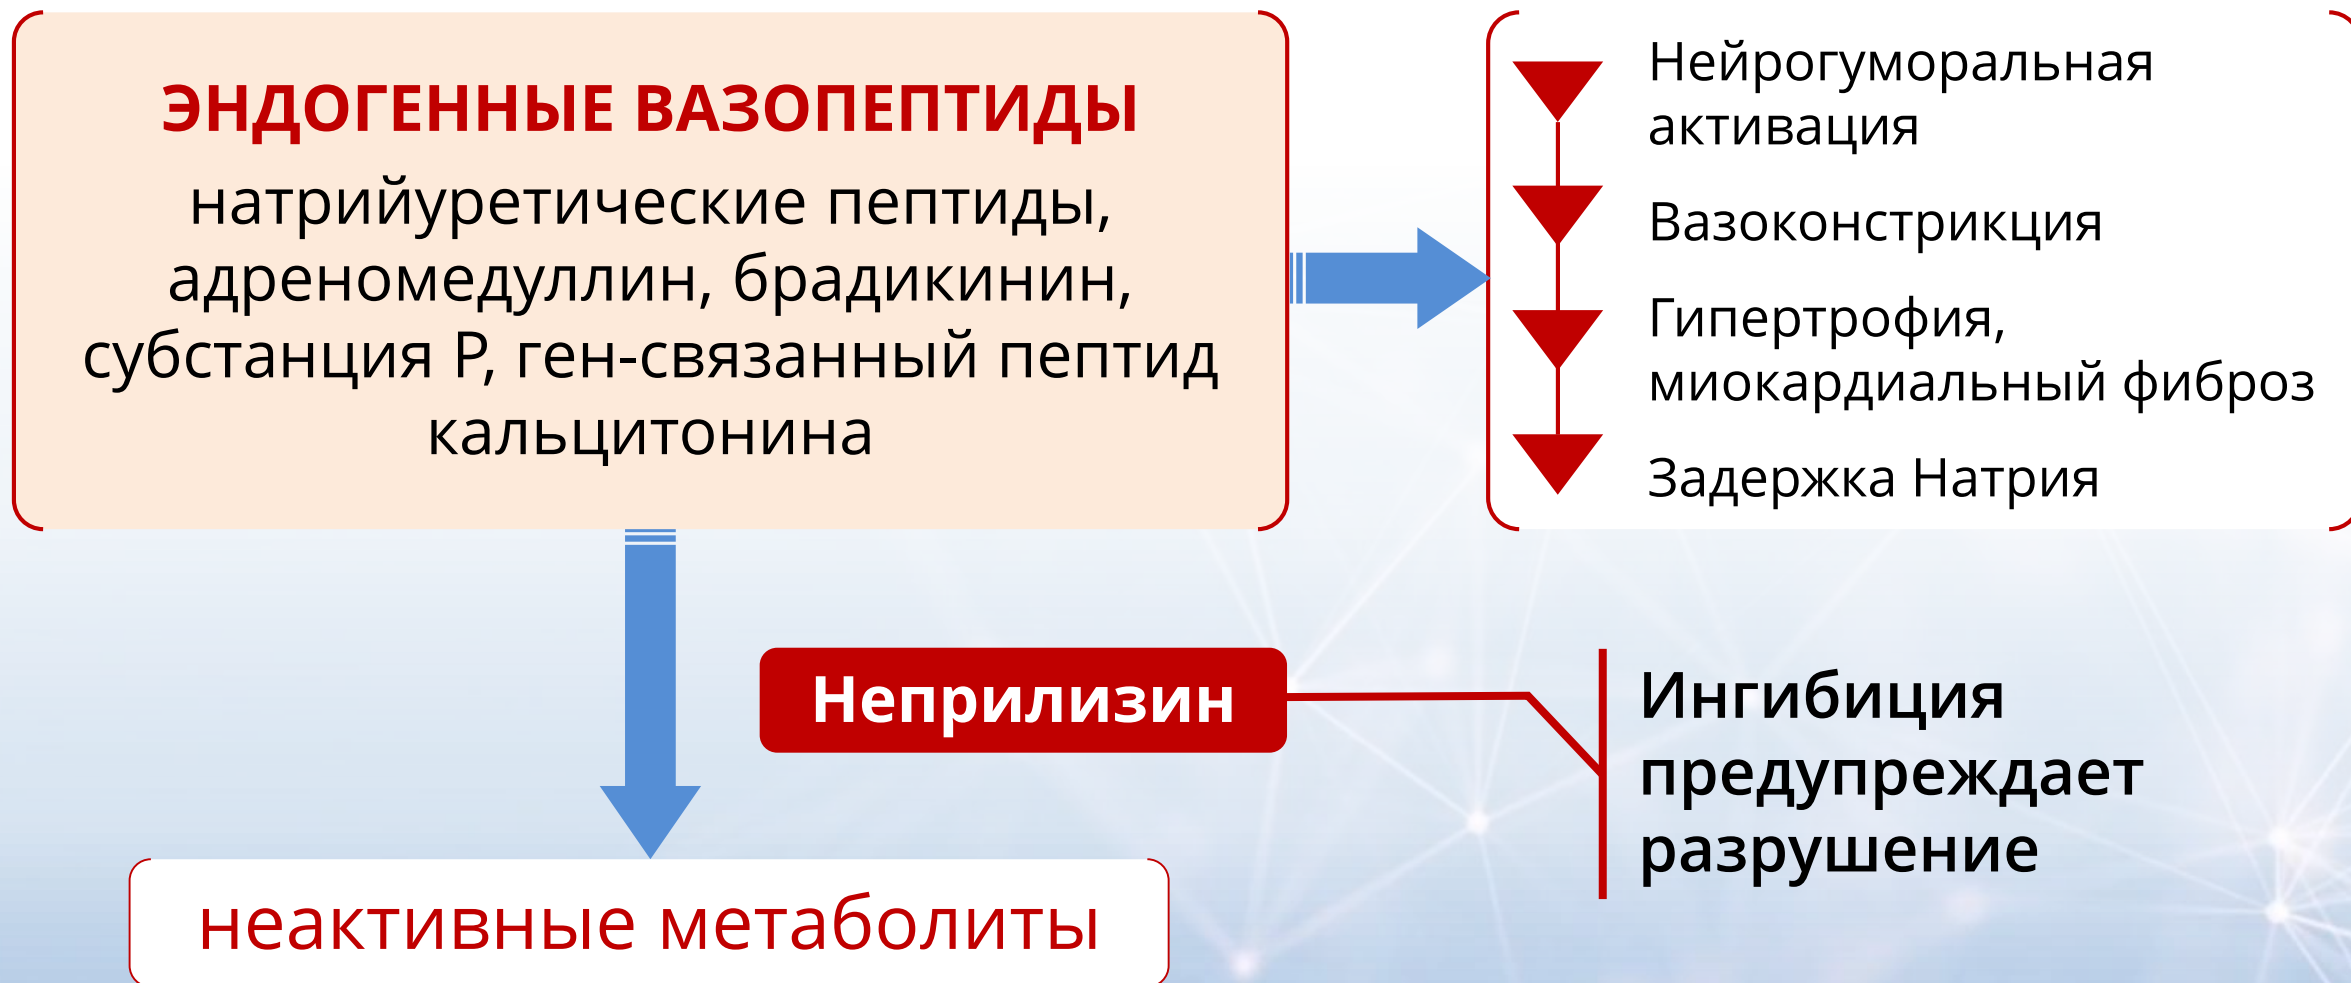 ЭНДОГЕННЫЕ ВАЗОПЕПТИДЫ
натрийуретические пептиды,
адреномедуллин, брадикинин,
субстанция Р, ген-связанный пептид
кальцитонина
Нейрогуморальная
активация
Вазоконстрикция
Гипертрофия,
миокардиальный фиброз
Задержка Натрия
Неприлизин
Ингибиция
предупреждает
разрушение
неактивные метаболиты